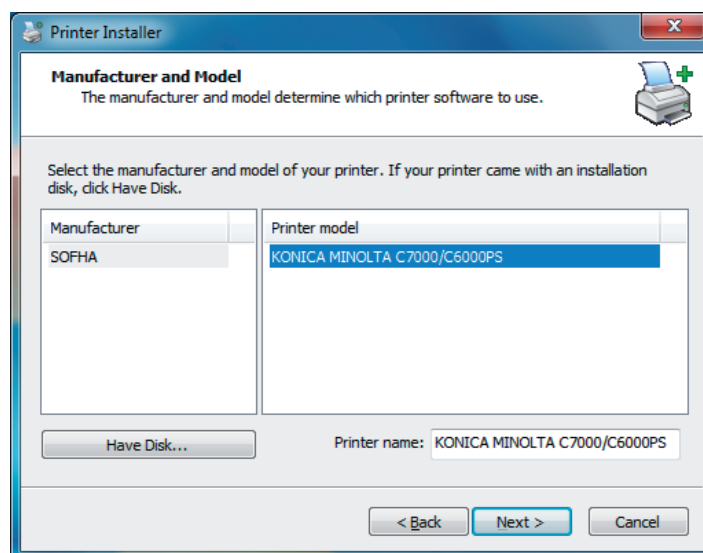 Printer Installer
Manufacturer and Model
The manufacturer and model determine which printer software to use.
Select the manufacturer and model of your printer. If your printer came with an installation
disk, click Have Disk.
Manufacturer
Printer model
SOFHA
KONICA MINOLTA C7000/C6000PS
Have Disk...
Printer name: KONICA MINOLTA C7000/C6000PS
< Back
Next >
Cancel